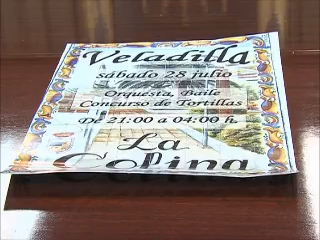 Veladilla
sábado 28 julio
Orquesta, Baile
Concurso de Tortillas
De 21:00 a 04:00 h.
La
Colina